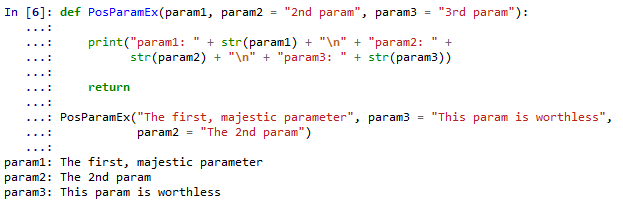 In [6]: def PosParamEx(param1, param2 = "2nd param", param3 = "3rd param"):
   ...:
   ...:     print("param1: " + str(param1) + "\n" + "param2: " +
   ...:           str(param2) + "\n" + "param3: " + str(param3))
   ...:
   ...:     return
   ...:
   ...: PosParamEx("The first, majestic parameter", param3 = "This param is worthless",
   ...:            param2 = "The 2nd param")
   ...:
param1: The first, majestic parameter
param2: The 2nd param
param3: This param is worthless